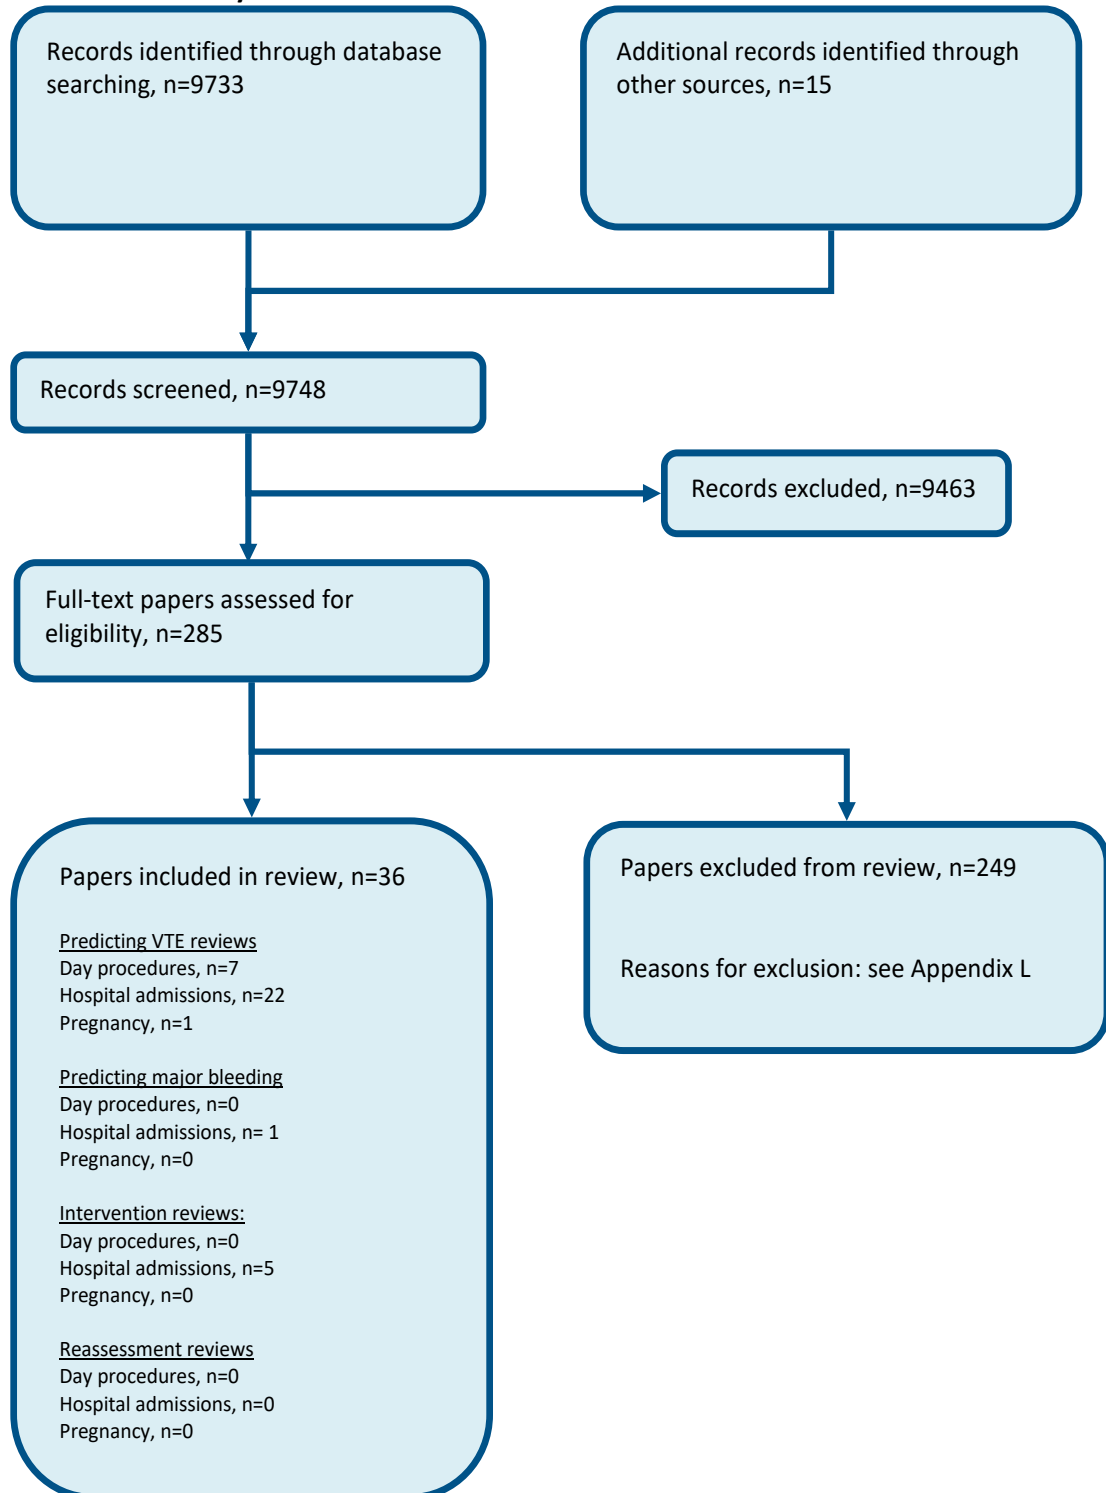 Records identified through database
searching, n=9733
Additional records identified through
other sources, n=15
Records screened, n=9748
Records excluded, n=9463
Full-text papers assessed for
eligibility, n=285
Papers included in review, n=36
Predicting VTE reviews
Day procedures, n=7
Hospital admissions, n=22
Pregnancy, n=1
Predicting major bleeding
Day procedures, n=0
Hospital admissions, n= 1
Pregnancy, n=0
Intervention reviews:
Day procedures, n=0
Hospital admissions, n=5
Pregnancy, n=0
Reassessment reviews
Day procedures, n=0
Hospital admissions, n=0
Pregnancy, n=0
Papers excluded from review, n=249
Reasons for exclusion: see Appendix L